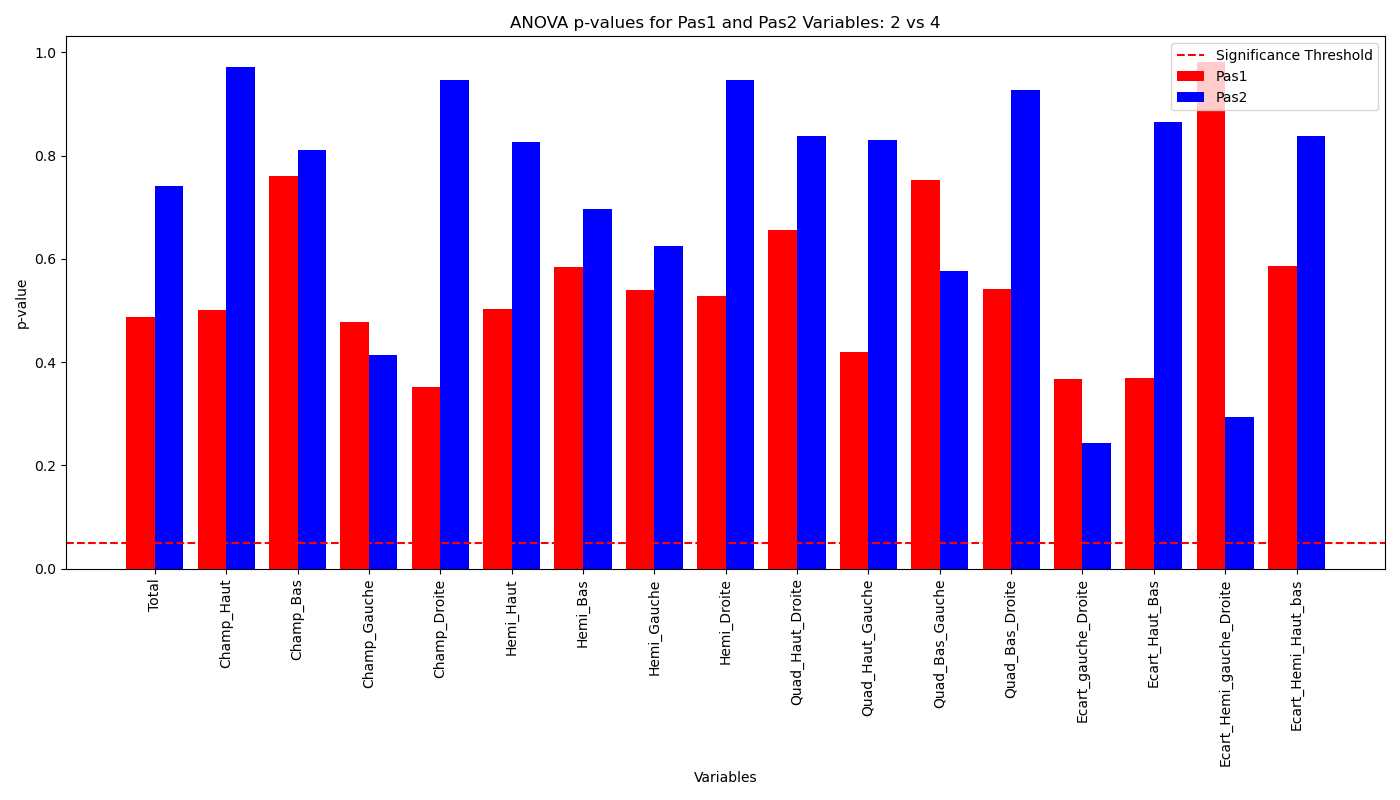 ANOVA p-values for Pas1 and Pas2 Variables: 2 vs 4
p-value
1.0
0.8
0.6
0.4
0.2
0.0
Significance Threshold
Pas1
Pas2
Total
Champ_Haut
Champ_Bas
Champ_Gauche
Champ_Droite
Hemi_Haut
Hemi_Bas
Hemi_Gauche
Hemi_Droite
Quad_Haut_Droite
Quad_Haut_Gauche
Quad_Bas_Gauche
Quad_Bas_Droite
Ecart_gauche_Droite
Ecart_Haut_Bas
Ecart_Hemi_gauche_Droite
Ecart_Hemi_Haut_bas
Variables